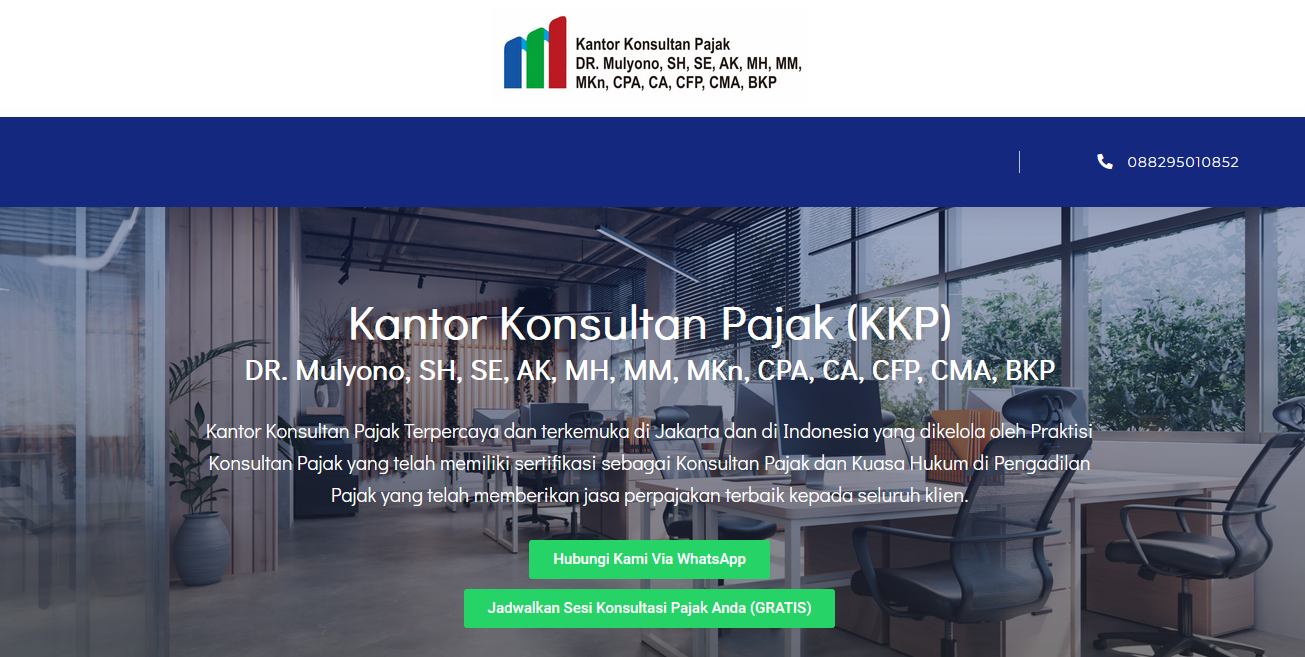 Kantor Konsultan Pajak
DR. Mulyono, SH, SE, AK, MH, MM,
MKn, CPA, CA, CFP, CMA, BKP
088295010852
Kantor Konsultan Pajak (KKP)
DR. Mulyono, SH, SE, AK, MH, MM, MKn, CPA, CA, CFP, CMA, BKP
Kantor Konsultan Pajak Terpercaya dan terkemuka di Jakarta dan di Indonesia yang dikelola oleh Praktisi
Konsultan Pajak yang telah memiliki sertifikasi sebagai Konsultan Pajak dan Kuasa Hukum di Pengadilan
Pajak yang telah memberikan jasa perpajakan terbaik kepada seluruh klien.
Hubungi Kami Via WhatsApp
Jadwalkan Sesi Konsultasi Pajak Anda (GRATIS)